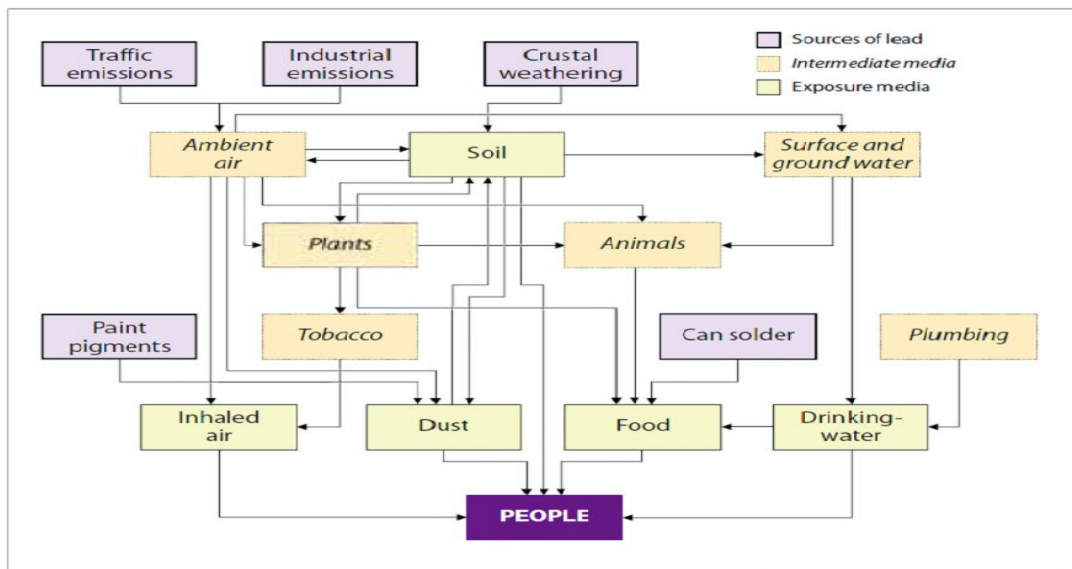 Traffic
emissions
Industrial
emissions
Crustal
weathering
Sources of lead
Intermediate media
Exposure media
Ambient
air
Soil
Surface and
ground water
Plants
Animals
Paint
pigments
Tobacco
Can solder
Plumbing
Inhaled
air
Dust
Food
Drinking-
water
PEOPLE